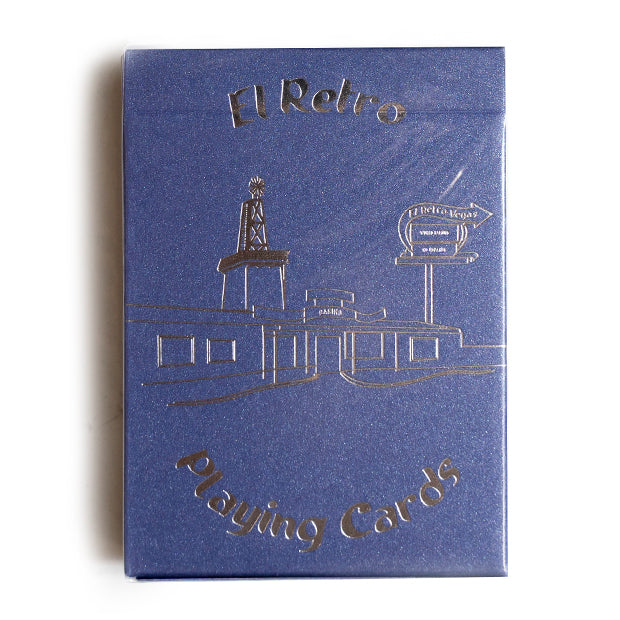 El Retro
El Retro Vegas
CASINO
Playing Cards